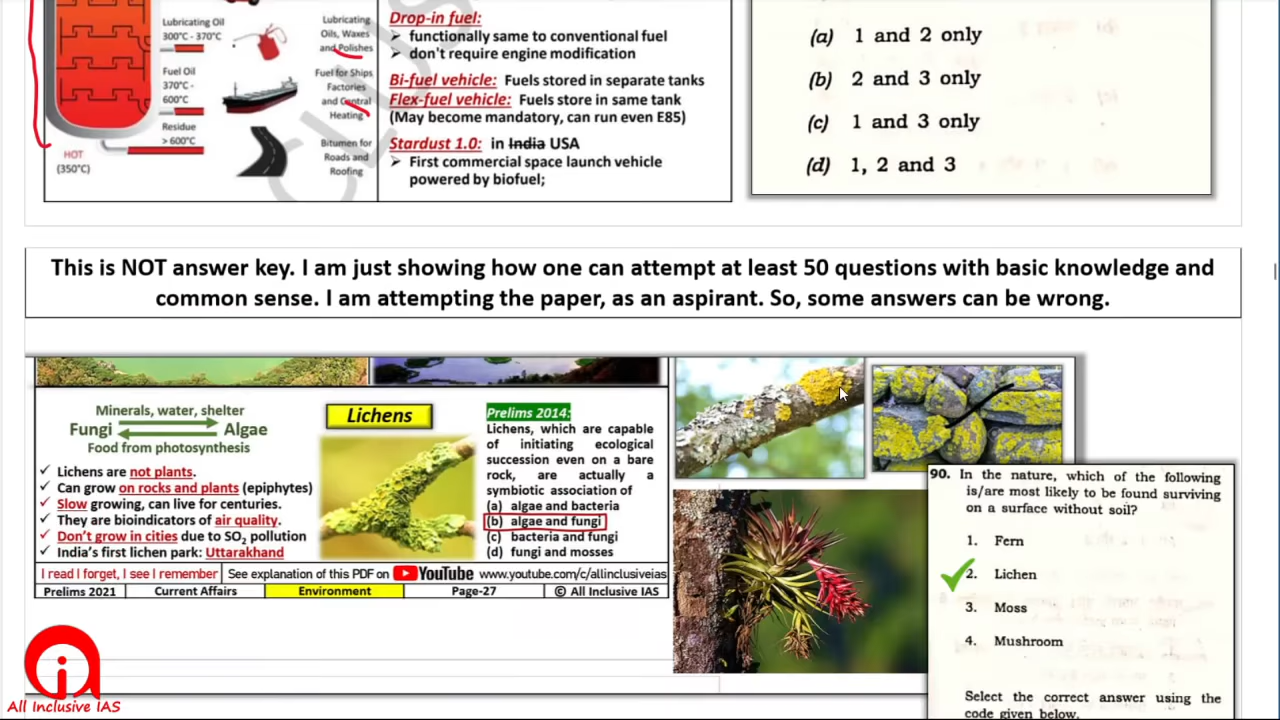 Lubricating Oil
300°C - 370°C
Fuel Oil
370°C -
600°C
Residue
> 600°C
HOT
(350°C)
Lubricating
Oils, Waxes
and Polishes
Fuel for Ships
Factories
and Central
Heating
Bitumen for
Roads and
Roofing
Drop-in fuel:
➤ functionally same to conventional fuel
➤ don't require engine modification
Bi-fuel vehicle: Fuels stored in separate tanks
Flex-fuel vehicle: Fuels store in same tank
(May become mandatory, can run even E85)
Stardust 1.0: in India USA
➤ First commercial space launch vehicle
powered by biofuel;
(a) 1 and 2 only
(b) 2 and 3 only
(c) 1 and 3 only
(d) 1, 2 and 3
This is NOT answer key. I am just showing how one can attempt at least 50 questions with basic knowledge and
common sense. I am attempting the paper, as an aspirant. So, some answers can be wrong.
Minerals, water, shelter
Fungi Algae
Food from photosynthesis
✓ Lichens are not plants.
✓ Can grow on rocks and plants (epiphytes)
✓ Slow growing, can live for centuries.
✓ They are bioindicators of air quality.
✓ Don't grow in cities due to SO2 pollution
✓ India's first lichen park: Uttarakhand
Lichens
Prelims 2014:
Lichens, which are capable
of initiating ecological
succession even on a bare
rock, are actually a
symbiotic association of
(a) algae and bacteria
(b) algae and fungi
(c) bacteria and fungi
(d) fungi and mosses
I read I forget, I see I remember See explanation of this PDF on YouTube www.youtube.com/c/allinclusiveias
Prelims 2021 Current Affairs Environment Page-27 © All Inclusive IAS
90. In the nature, which of the following
is/are most likely to be found surviving
on a surface without soil?
1. Fern
2. Lichen
3. Moss
4. Mushroom
Select the correct answer using the
code given below.
All Inclusive IAS